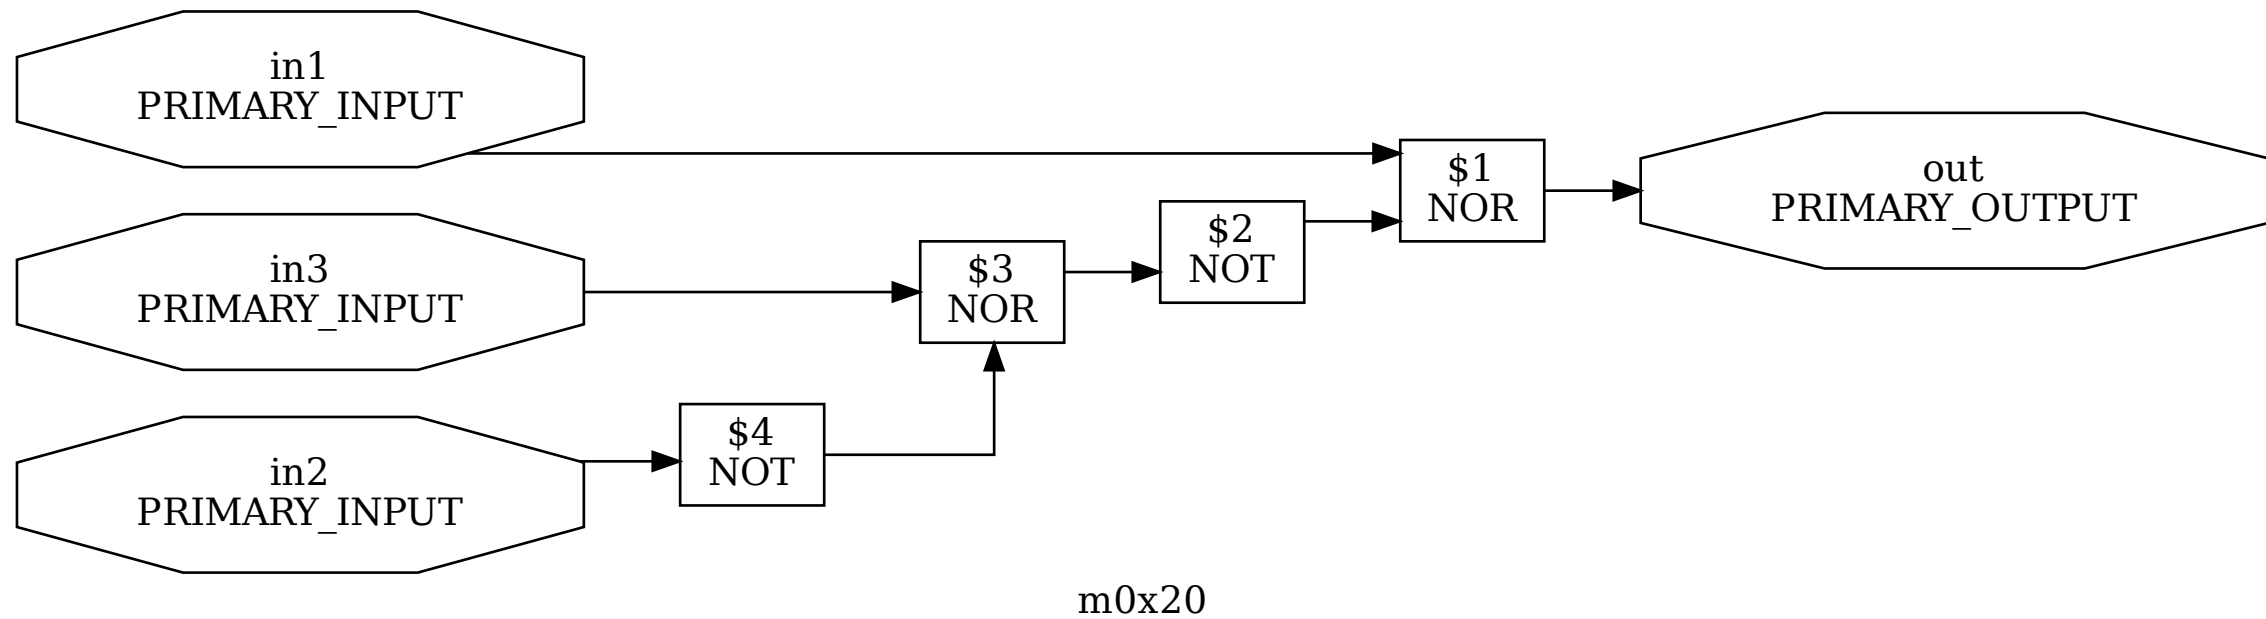 in1
PRIMARY_INPUT
in3
PRIMARY_INPUT
in2
PRIMARY_INPUT
$4
NOT
$3
NOR
$2
NOT
$1
NOR
out
PRIMARY_OUTPUT
m0x20